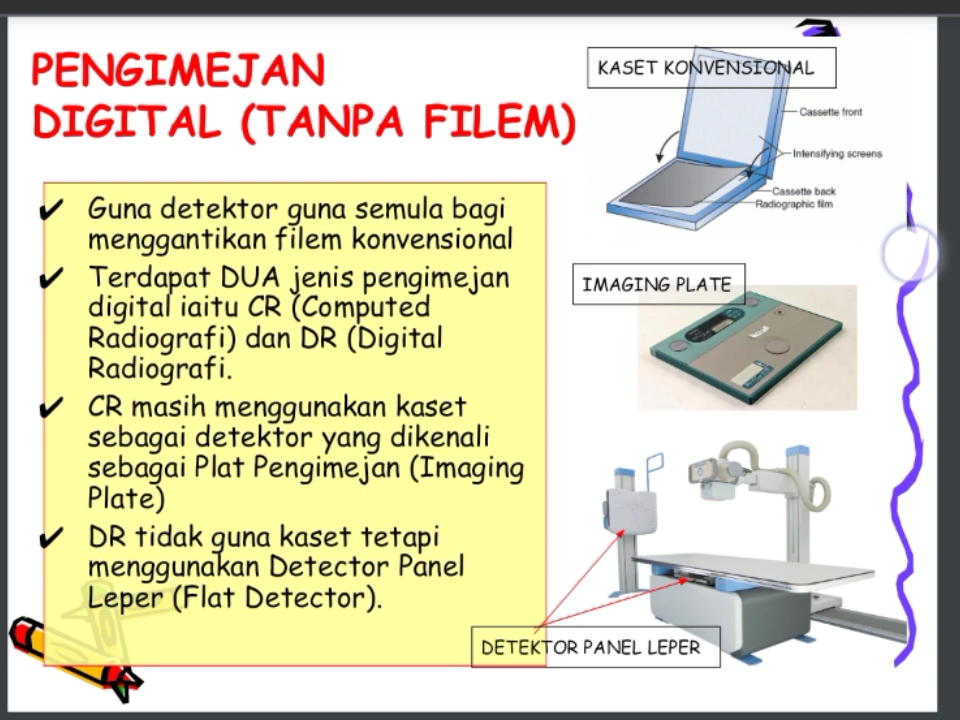 PENGIMEJAN
DIGITAL (TANPA FILEM)
Guna detektor guna semula bagi
menggantikan filem konvensional
Terdapat DUA jenis pengimejan
digital iaitu CR (Computed
Radiografi) dan DR (Digital
Radiografi.
CR masih menggunakan kaset
sebagai detektor yang dikenali
sebagai Plat Pengimejan (Imaging
Plate)
DR tidak guna kaset tetapi
menggunakan Detector Panel
Leper (Flat Detector).
KASET KONVENSIONAL
Cassette front
Intensifying screens
Cassette back
Radiographic film
IMAGING PLATE
DETEKTOR PANEL LEPER